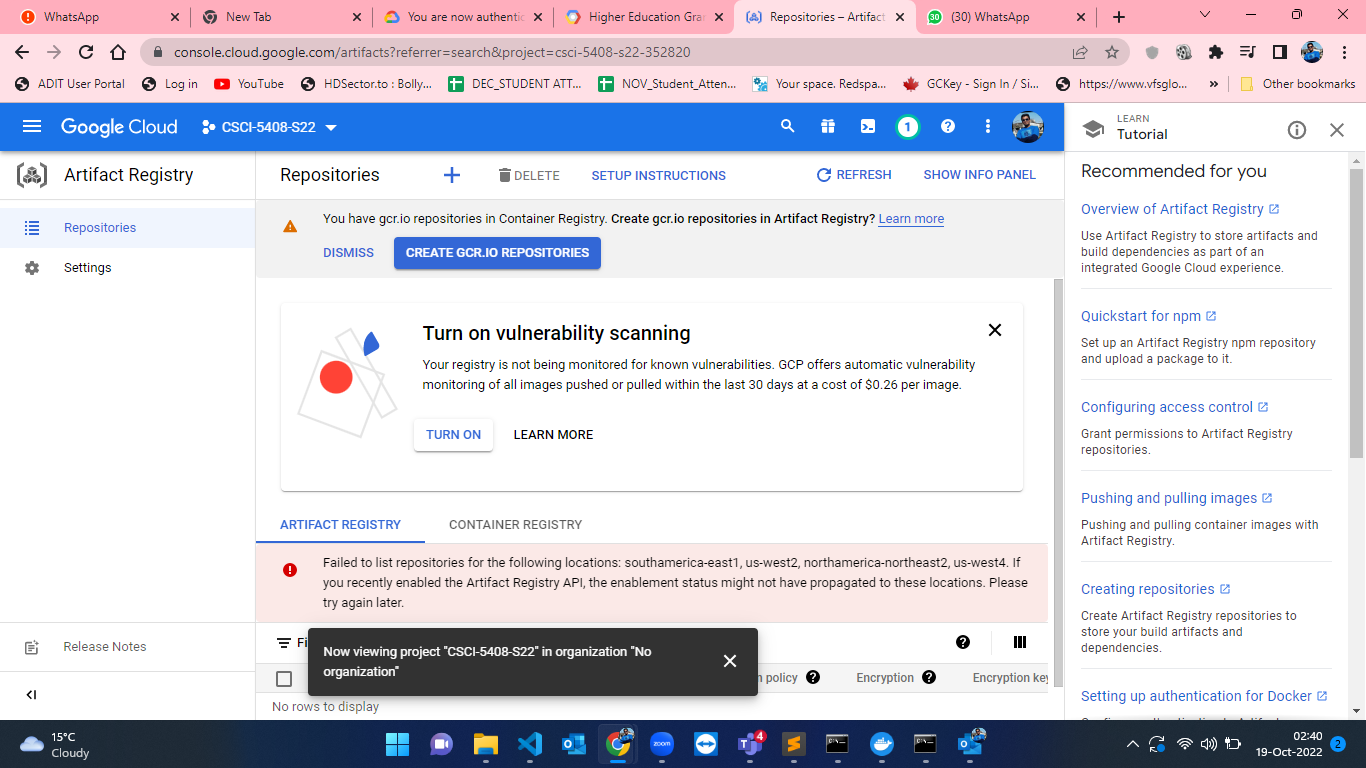 WhatsApp
New Tab
You are now authentic
Higher Education Gran
Repositories – Artifact
30
(30) WhatsApp
console.cloud.google.com/artifacts?referrer=search&project=csci-5408-s22-352820
ADIT User Portal
Log in
YouTube
HDSector.to : Bolly...
DEC_STUDENT ATT...
NOV_Student_Atten...
Your space. Redspa...
GCKey - Sign In / Si...
https://www.vfsglo...
»
Other bookmarks
Google Cloud
CSCI-5408-S22
1
LEARN
Tutorial
Artifact Registry
Repositories
DELETE
SETUP INSTRUCTIONS
REFRESH
SHOW INFO PANEL
Repositories
Settings
You have gcr.io repositories in Container Registry. Create gcr.io repositories in Artifact Registry? Learn more
DISMISS
CREATE GCR.IO REPOSITORIES
Turn on vulnerability scanning
Your registry is not being monitored for known vulnerabilities. GCP offers automatic vulnerability
monitoring of all images pushed or pulled within the last 30 days at a cost of $0.26 per image.
TURN ON
LEARN MORE
ARTIFACT REGISTRY
CONTAINER REGISTRY
Failed to list repositories for the following locations: southamerica-east1, us-west2, northamerica-northeast2, us-west4. If
you recently enabled the Artifact Registry API, the enablement status might not have propagated to these locations. Please
try again later.
Fi
Now viewing project "CSCI-5408-S22" in organization "No
organization"
n policy
Encryption
Encryption key
No rows to display
Release Notes
Recommended for you
Overview of Artifact Registry
Use Artifact Registry to store artifacts and
build dependencies as part of an
integrated Google Cloud experience.
Quickstart for npm
Set up an Artifact Registry npm repository
and upload a package to it.
Configuring access control
Grant permissions to Artifact Registry
repositories.
Pushing and pulling images
Pushing and pulling container images with
Artifact Registry.
Creating repositories
Create Artifact Registry repositories to
store your build artifacts and
dependencies.
Setting up authentication for Docker
15°C
Cloudy
zoom
4
02:40
19-Oct-2022
2